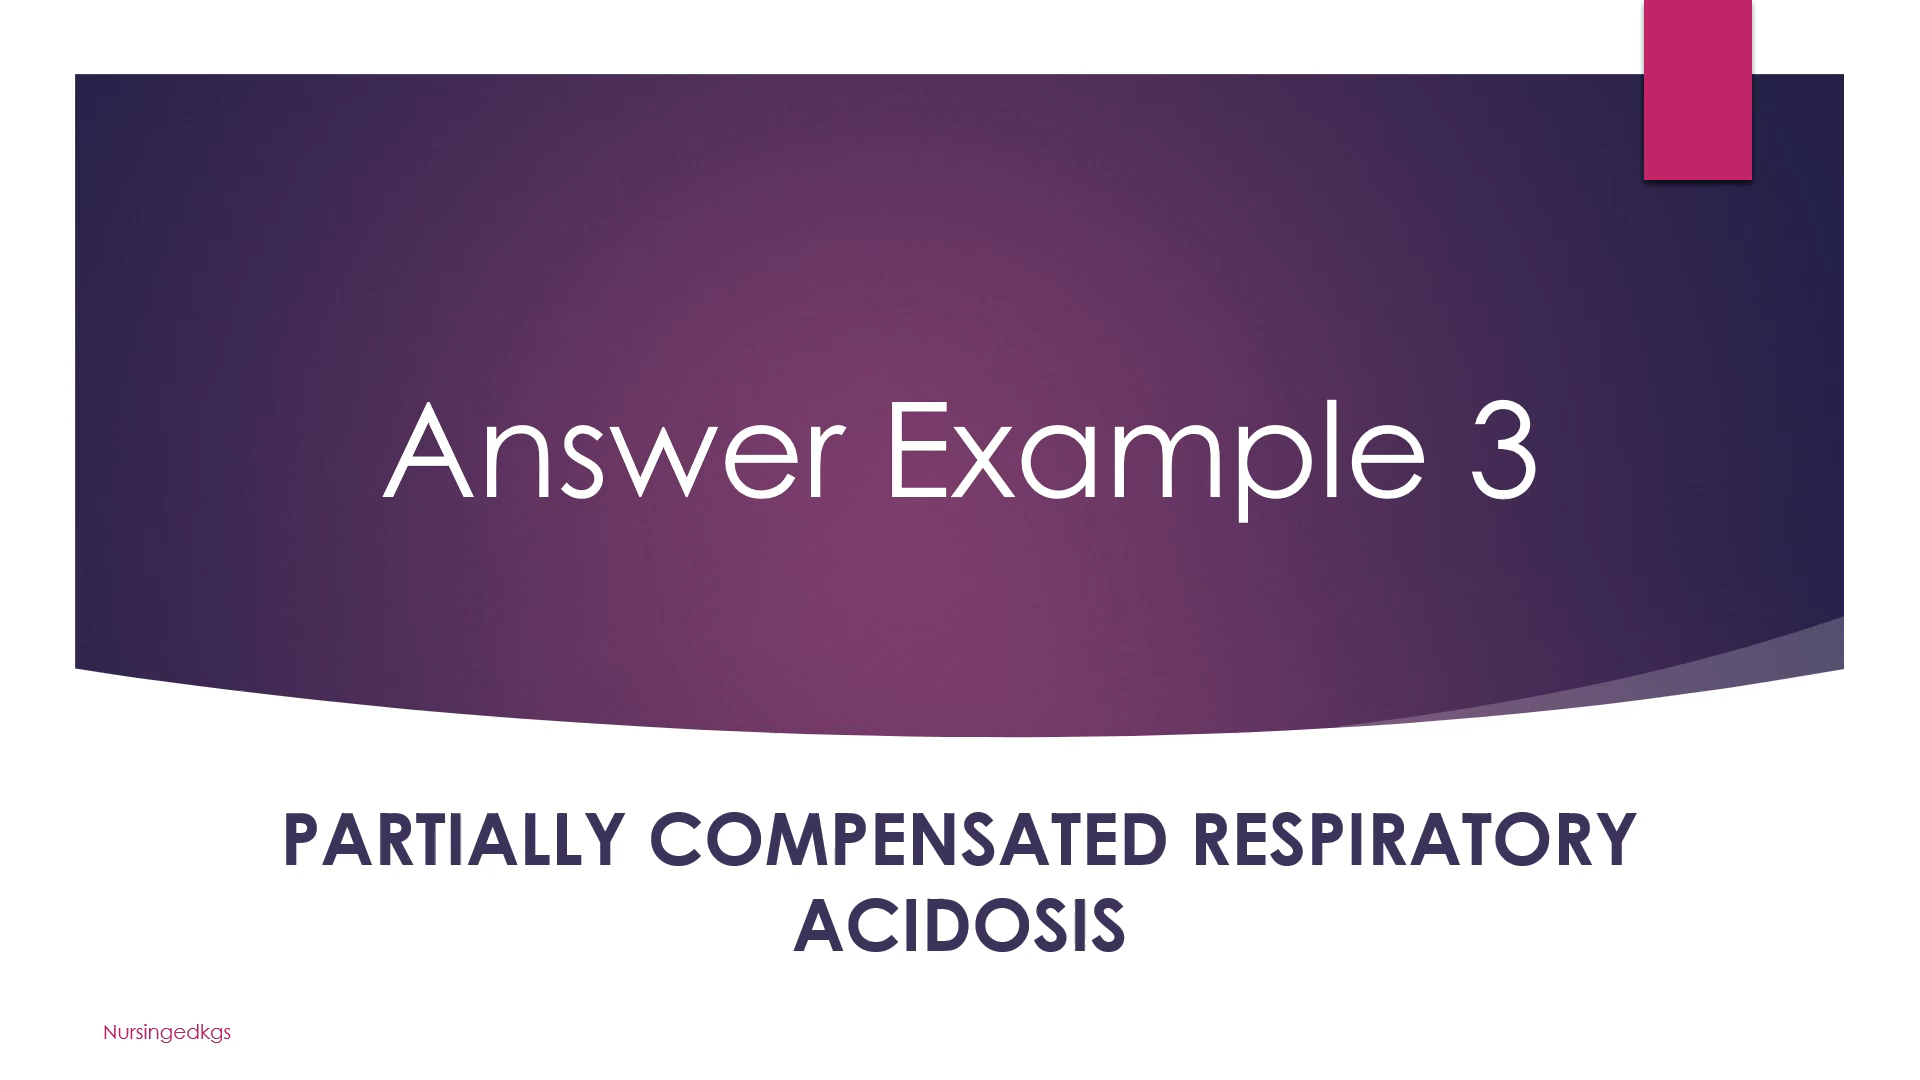 Answer Example 3
PARTIALLY COMPENSATED RESPIRATORY
ACIDOSIS
Nursingedkgs